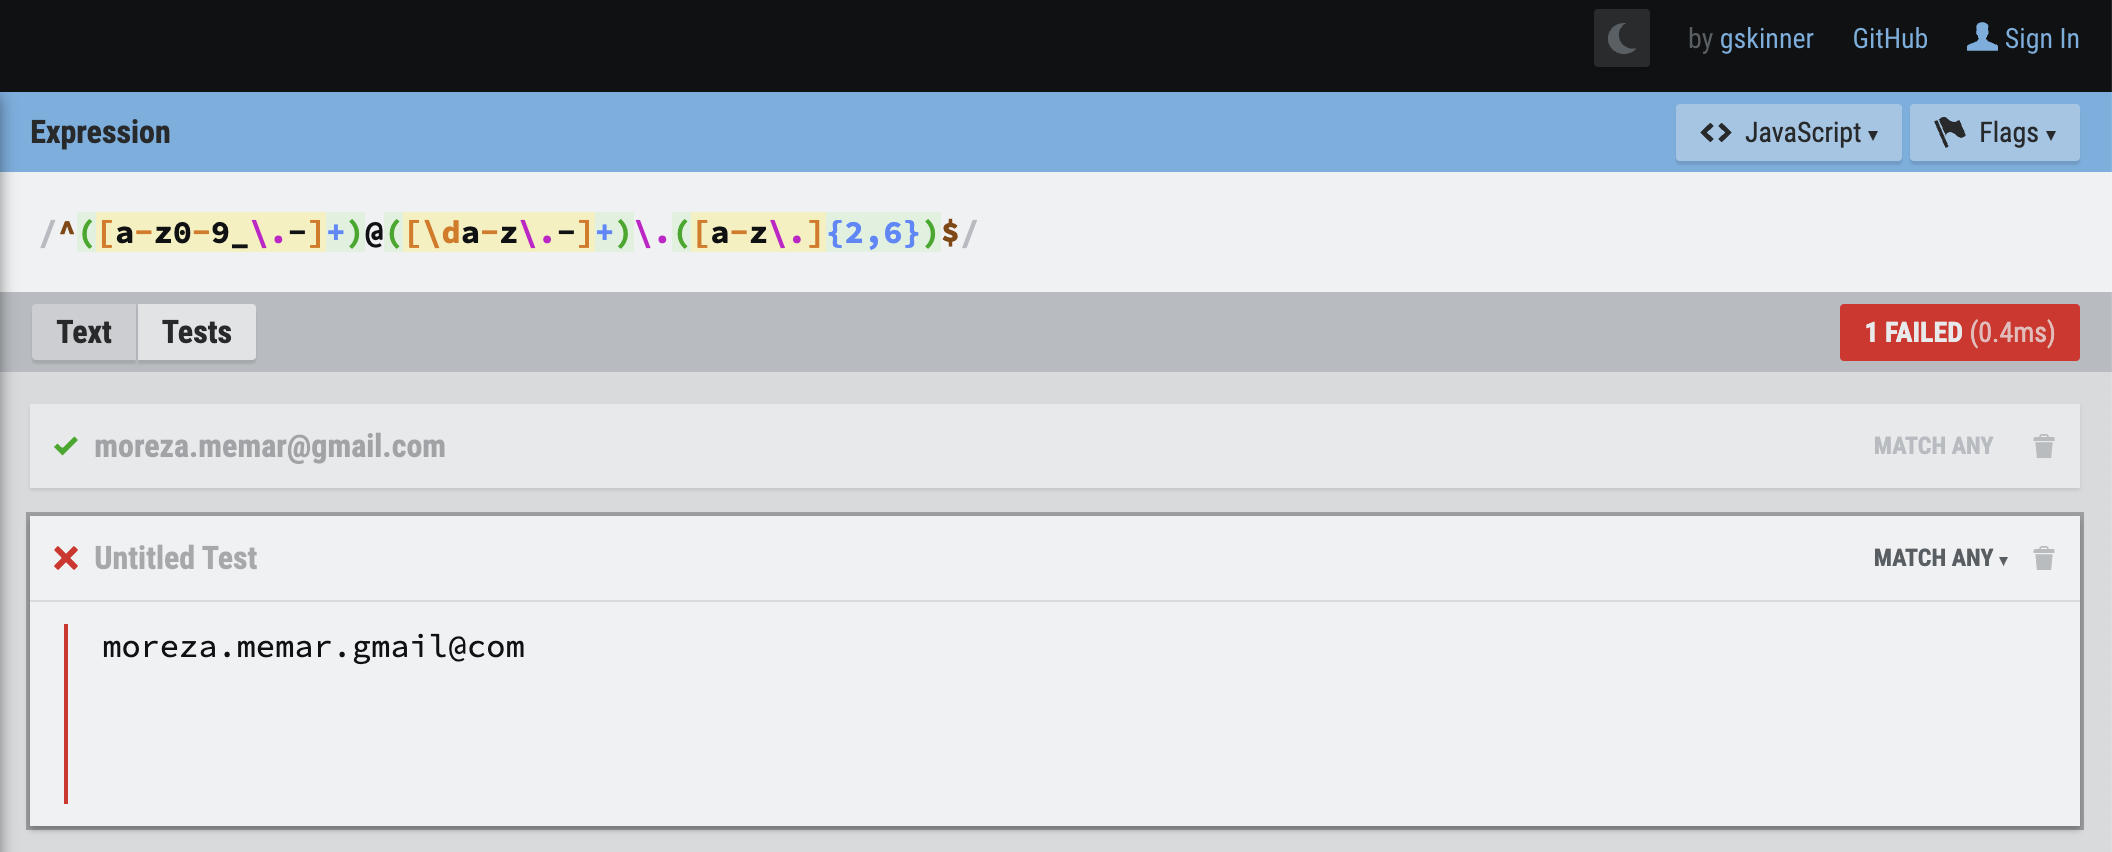 by gskinner GitHub Sign In
Expression <> JavaScript ▾ Flags ▾
/^([a-z0-9_\.-]+)@([\da-z\.-]+)\.([a-z\.]{2,6})$/
Text Tests 1 FAILED (0.4ms)
moreza.memar@gmail.com MATCH ANY
Untitled Test MATCH ANY ▾
moreza.memar.gmail@com